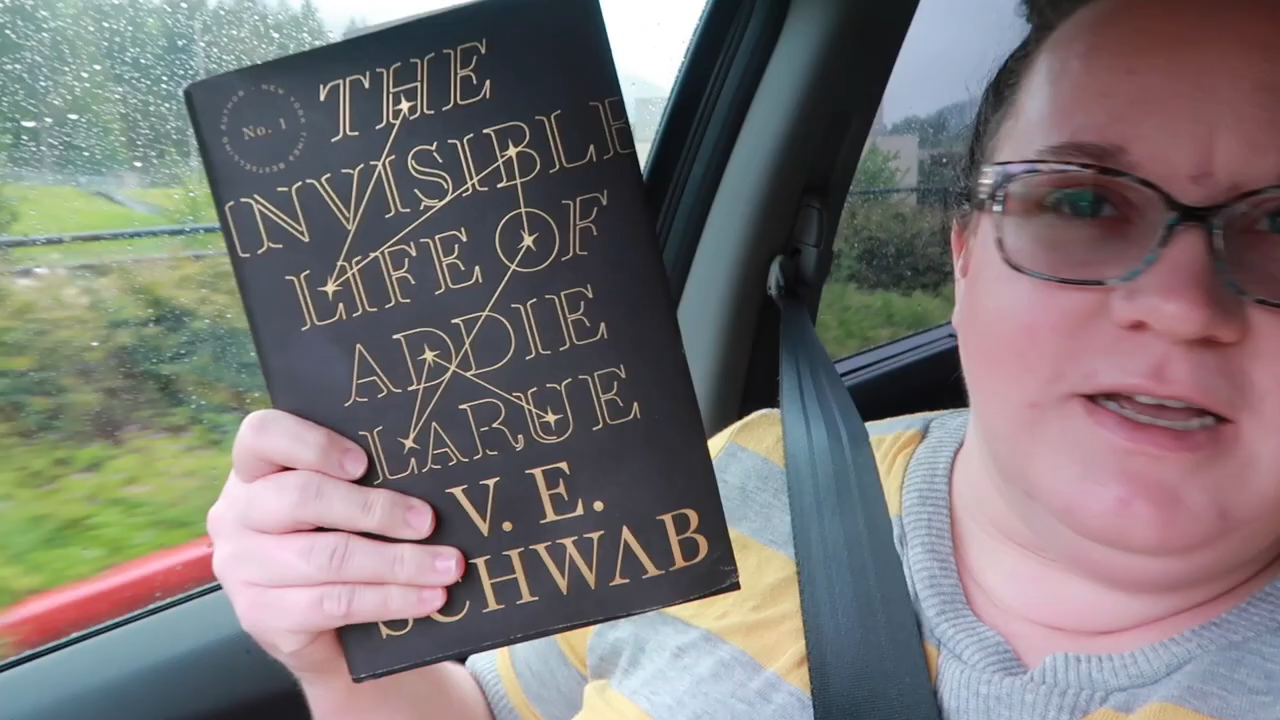 THE
INVISIBLE
LIFE OF
ADDIE
LARUE
V. E.
SCHWAB
No. 1
NEW YORK TIMES BESTSELLING AUTHOR